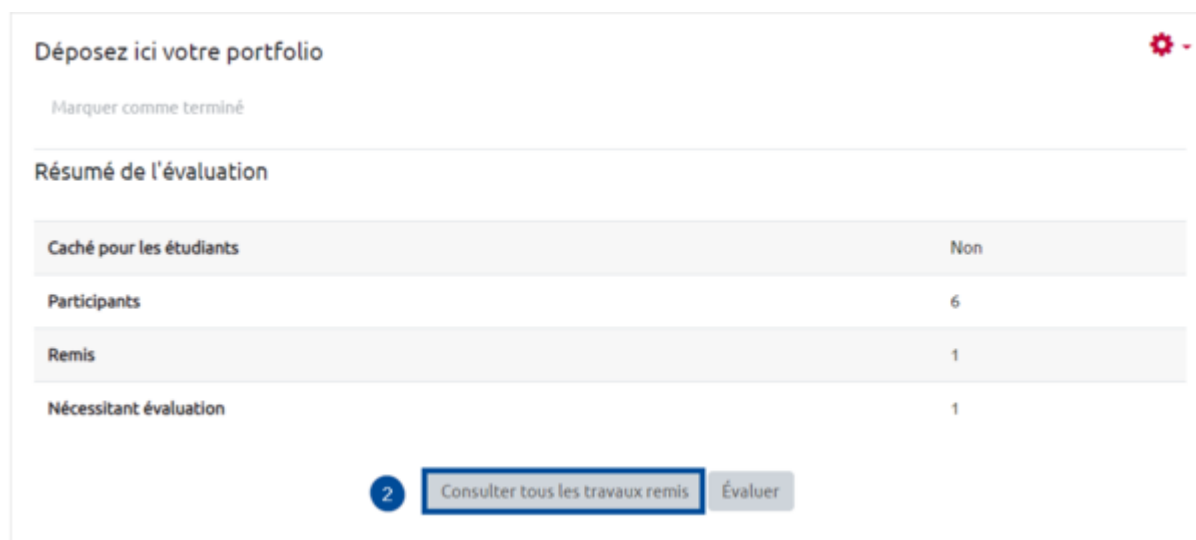 Déposez ici votre portfolio
Marquer comme terminé
Résumé de l'évaluation
Caché pour les étudiants Non
Participants 6
Remis 1
Nécessitant évaluation 1
2 Consulter tous les travaux remis Évaluer